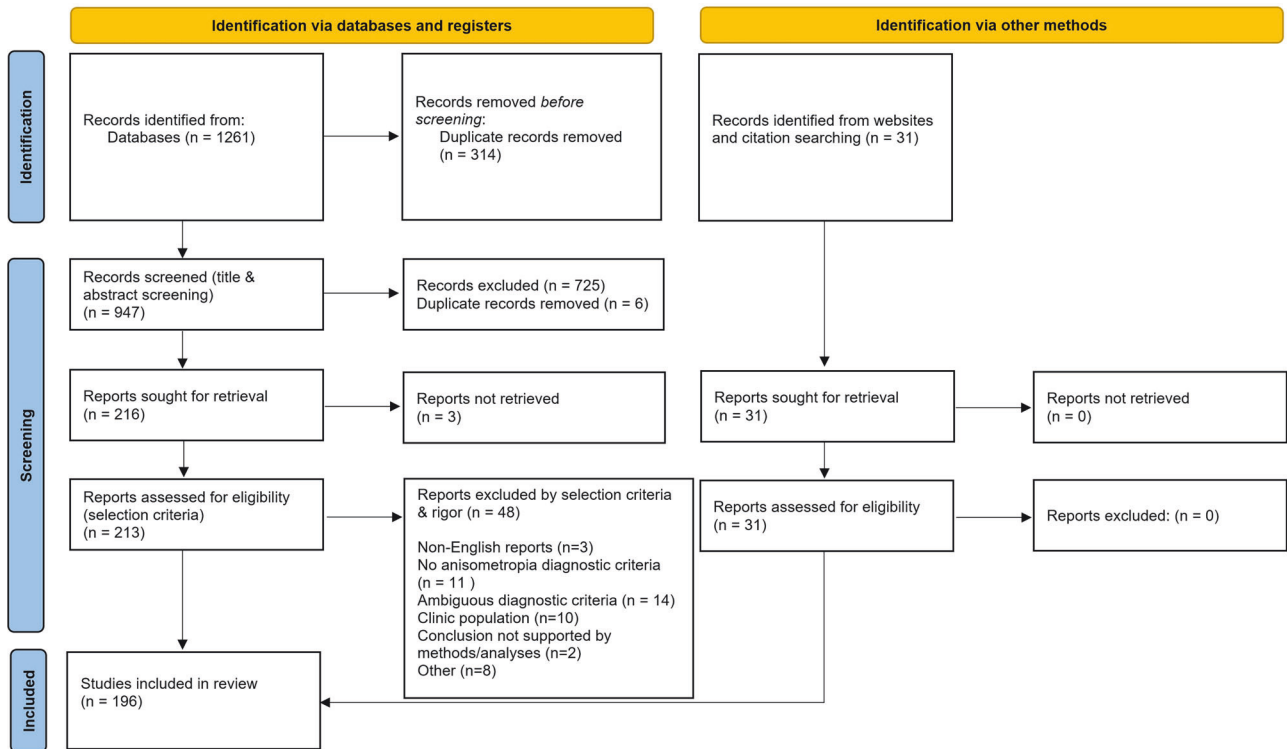 Identification via databases and registers
Identification via other methods
Identification
Records identified from:
Databases (n = 1261)
Records removed before
screening:
Duplicate records removed
(n = 314)
Records identified from websites
and citation searching (n = 31)
Screening
Records screened (title &
abstract screening)
(n = 947)
Records excluded (n = 725)
Duplicate records removed (n = 6)
Reports sought for retrieval
(n = 216)
Reports not retrieved
(n = 3)
Reports sought for retrieval
(n = 31)
Reports not retrieved
(n = 0)
Reports assessed for eligibility
(selection criteria)
(n = 213)
Reports excluded by selection criteria
& rigor (n = 48)
Non-English reports (n=3)
No anisometropia diagnostic criteria
(n = 11 )
Ambiguous diagnostic criteria (n = 14)
Clinic population (n=10)
Conclusion not supported by
methods/analyses (n=2)
Other (n=8)
Reports assessed for eligibility
(n = 31)
Reports excluded: (n = 0)
Included
Studies included in review
(n = 196)